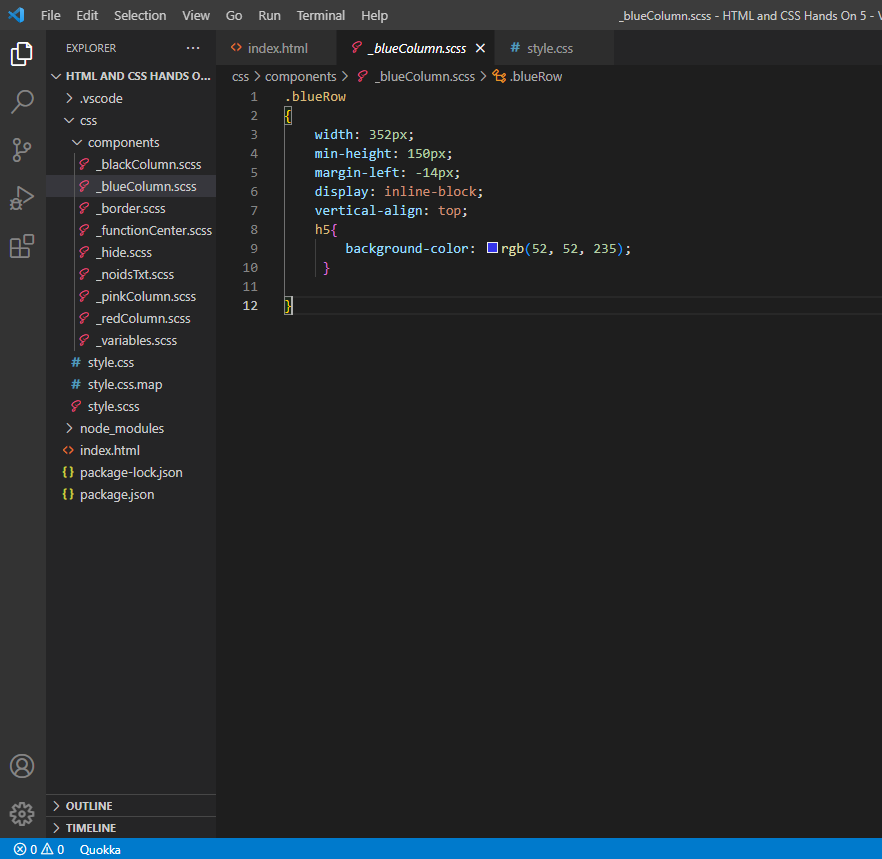 File Edit Selection View Go Run Terminal Help
_blueColumn.scss - HTML and CSS Hands On 5 - V
EXPLORER
HTML AND CSS HANDS O...
.vscode
css
components
_blackColumn.scss
_blueColumn.scss
_border.scss
_functionCenter.scss
_hide.scss
_noidsTxt.scss
_pinkColumn.scss
_redColumn.scss
_variables.scss
style.css
style.css.map
style.scss
node_modules
index.html
package-lock.json
package.json
OUTLINE
TIMELINE
index.html _blueColumn.scss style.css
css > components > _blueColumn.scss > .blueRow
1 .blueRow
2 {
3 width: 352px;
4 min-height: 150px;
5 margin-left: -14px;
6 display: inline-block;
7 vertical-align: top;
8 h5{
9 background-color: rgb(52, 52, 235);
10 }
11
12 }
0 0 Quokka